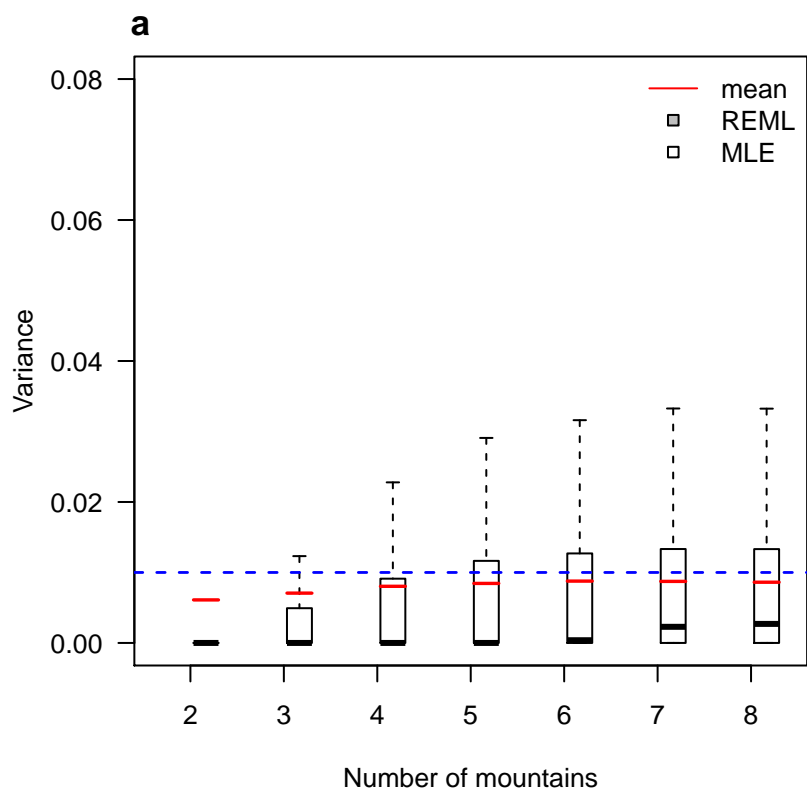 a
0.08
0.06
0.04
0.02
0.00
Variance
mean
REML
MLE
2 3 4 5 6 7 8
Number of mountains